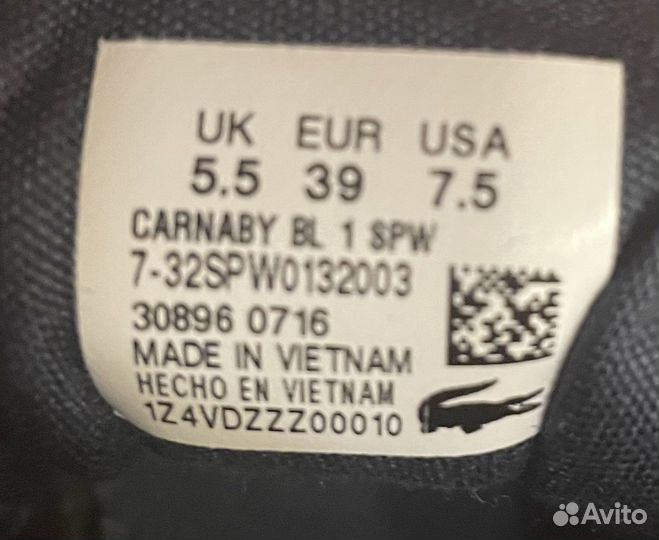 UK EUR USA
5.5 39 7.5
CARNABY BL 1 SPW
7-32SPW0132003
30896 0716
MADE IN VIETNAM
HECHO EN VIETNAM
1Z4VDZZZ00010
Avito